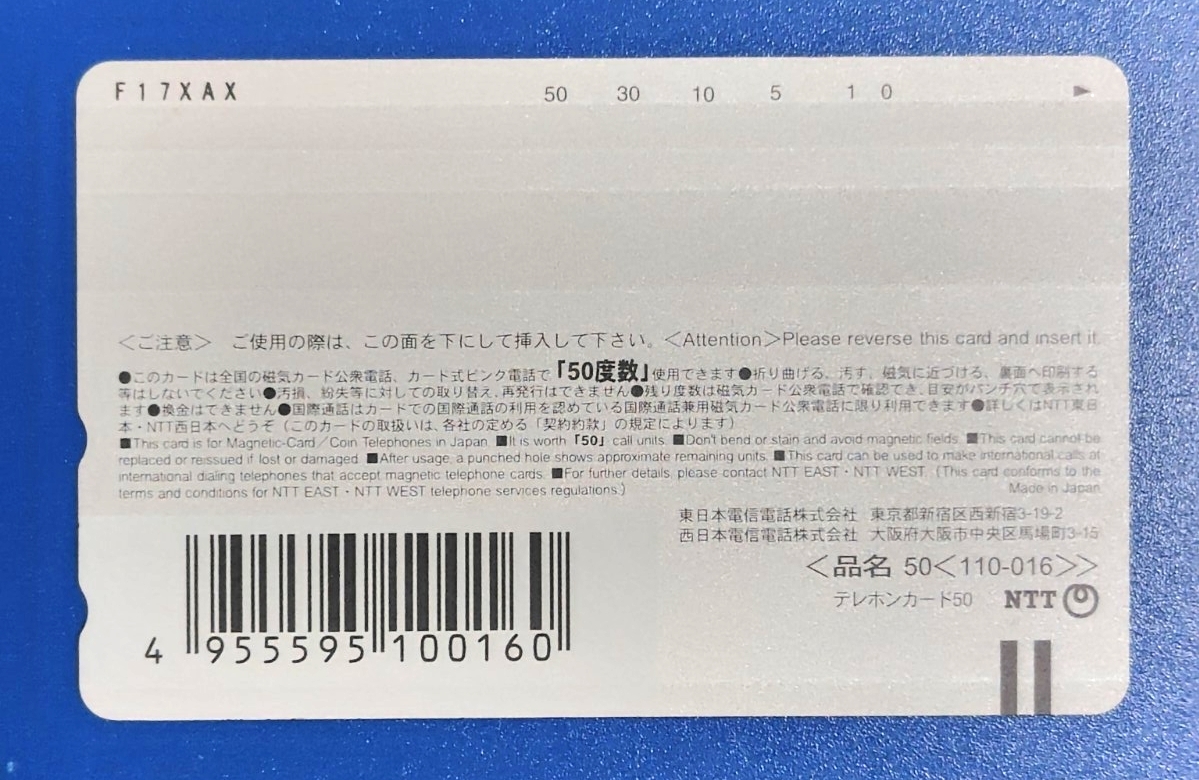 F17XAX 50 30 10 5 1 0 ▶
＜ご注意＞ ご使用の際は、この面を下にして挿入して下さい。＜Attention＞Please reverse this card and insert it.
●このカードは全国の磁気カード公衆電話、カード式ピンク電話で「50度数」使用できます●折り曲げる、汚す、磁気に近づける、裏面へ印刷する
等はしないでください●汚損、紛失等に対しての取り替え、再発行はできません●残り度数は磁気カード公衆電話で確認でき、目安がパンチ穴で表示され
ます●換金はできません●国際通話はカードでの国際通話の利用を認めている国際通話兼用磁気カード公衆電話に限り利用できます●詳しくはNTT東日
本・NTT西日本へどうぞ（このカードの取扱いは、各社の定める「契約約款」の規定によります）
■This card is for Magnetic-Card／Coin Telephones in Japan. ■It is worth「50」call units. ■Don't bend or stain and avoid magnetic fields. ■This card cannot be
replaced or reissued if lost or damaged. ■After usage, a punched hole shows approximate remaining units. ■This card can be used to make international calls at
international dialing telephones that accept magnetic telephone cards. ■For further details, please contact NTT EAST・NTT WEST. (This card conforms to the
terms and conditions for NTT EAST・NTT WEST telephone services regulations.) Made in Japan
東日本電信電話株式会社 東京都新宿区西新宿3-19-2
西日本電信電話株式会社 大阪府大阪市中央区馬場町3-15
＜品名 50＜110-016＞＞
テレホンカード50 NTT
4 955595 100160